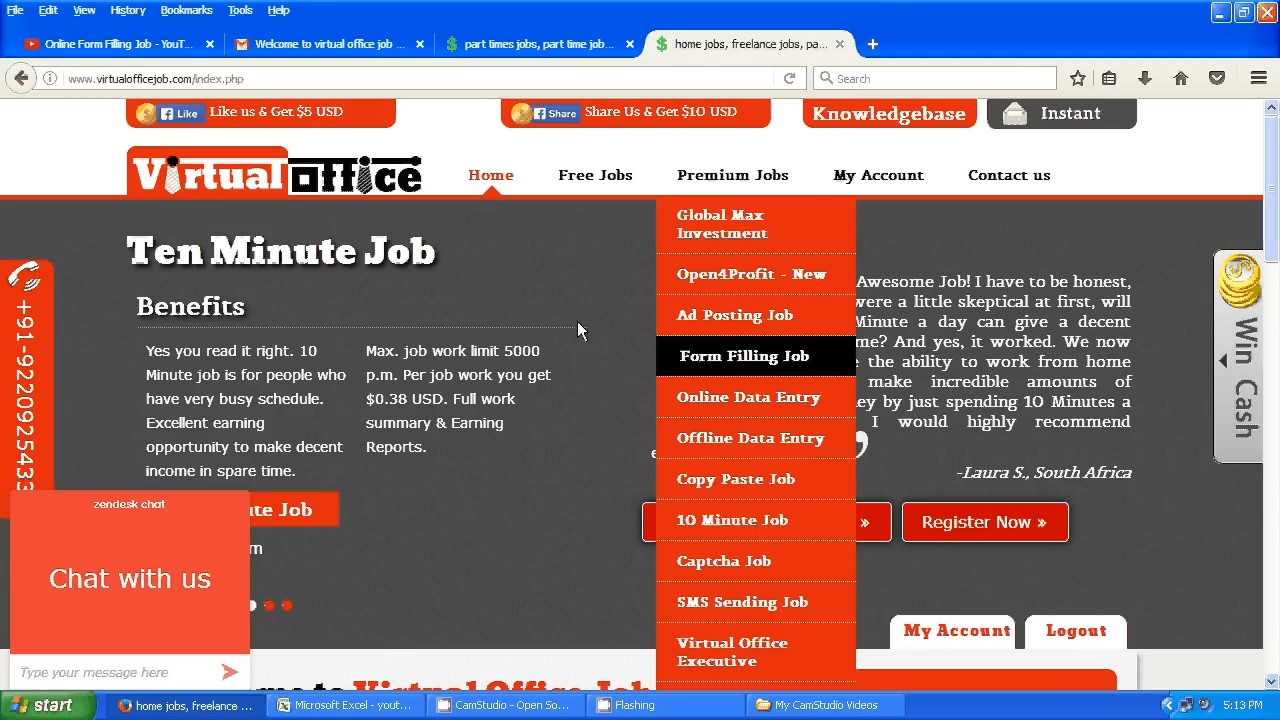 File Edit View History Bookmarks Tools Help
Online Form Filling Job - YouT...
Welcome to virtual office job ...
part times jobs, part time job...
home jobs, freelance jobs, pa...
www.virtualofficejob.com/index.php
Search
Like
Like us & Get $5 USD
Share
Share Us & Get $10 USD
Knowledgebase
Instant
Virtual Office
Home
Free Jobs
Premium Jobs
My Account
Contact us
Global Max
Investment
Open4Profit - New
Ad Posting Job
Form Filling Job
Online Data Entry
Offline Data Entry
Copy Paste Job
10 Minute Job
Captcha Job
SMS Sending Job
Virtual Office
Executive
Ten Minute Job
Benefits
Yes you read it right. 10
Minute job is for people who
have very busy schedule.
Excellent earning
opportunity to make decent
income in spare time.
Max. job work limit 5000
p.m. Per job work you get
$0.38 USD. Full work
summary & Earning
Reports.
Awesome Job! I have to be honest,
were a little skeptical at first, will
Minute a day can give a decent
me? And yes, it worked. We now
the ability to work from home
make incredible amounts of
ey by just spending 10 Minutes a
I would highly recommend
-Laura S., South Africa
+91-9220925433
Win Cash
ute Job
m
»
Register Now »
zendesk chat
Chat with us
Type your message here
My Account
Logout
me to Virtual Office Job
start
home jobs, freelance ...
Microsoft Excel - yout...
CamStudio - Open So...
Flashing
My CamStudio Videos
5:13 PM